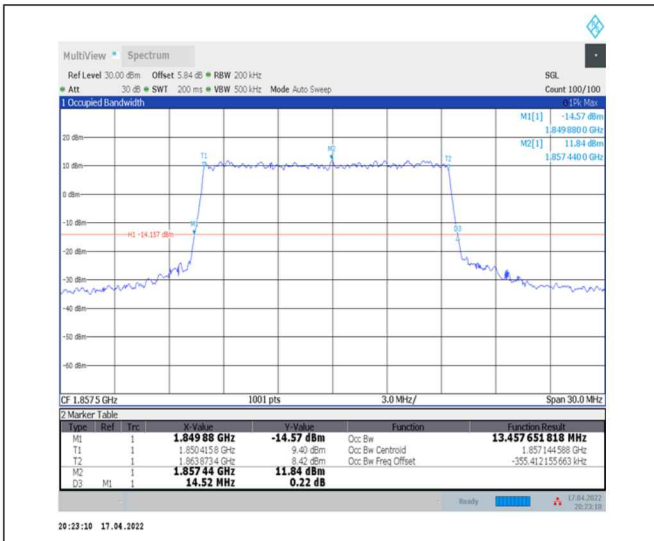 MultiView Spectrum
Ref Level 30.00 dBm Offset 5.84 dB RBW 200 kHz SGL
Att 30 dB SWT 200 ms VBW 500 kHz Mode Auto Sweep Count 100/100
1 Occupied Bandwidth 1Pk Max
M1[1] -14.57 dBm
1.849 880 0 GHz
M2[1] 11.84 dBm
1.857 440 0 GHz
20 dBm
M2
T1 T2
10 dBm
0 dBm
-10 dBm
M1 D3
H1 -14.157 dBm
-20 dBm
-30 dBm
-40 dBm
-50 dBm
-60 dBm
CF 1.857 5 GHz 1001 pts 3.0 MHz/ Span 30.0 MHz
2 Marker Table
Type Ref Trc X-Value Y-Value Function Function Result
M1 1 1.849 88 GHz -14.57 dBm Occ Bw 13.457 651 818 MHz
T1 1 1.850 415 8 GHz 9.40 dBm Occ Bw Centroid 1.857 144 588 GHz
T2 1 1.863 873 4 GHz 8.42 dBm Occ Bw Freq Offset -355.412 155 663 kHz
M2 1 1.857 44 GHz 11.84 dBm
D3 M1 1 14.52 MHz 0.22 dB
Ready 17.04.2022
20:23:10
20:23:10 17.04.2022